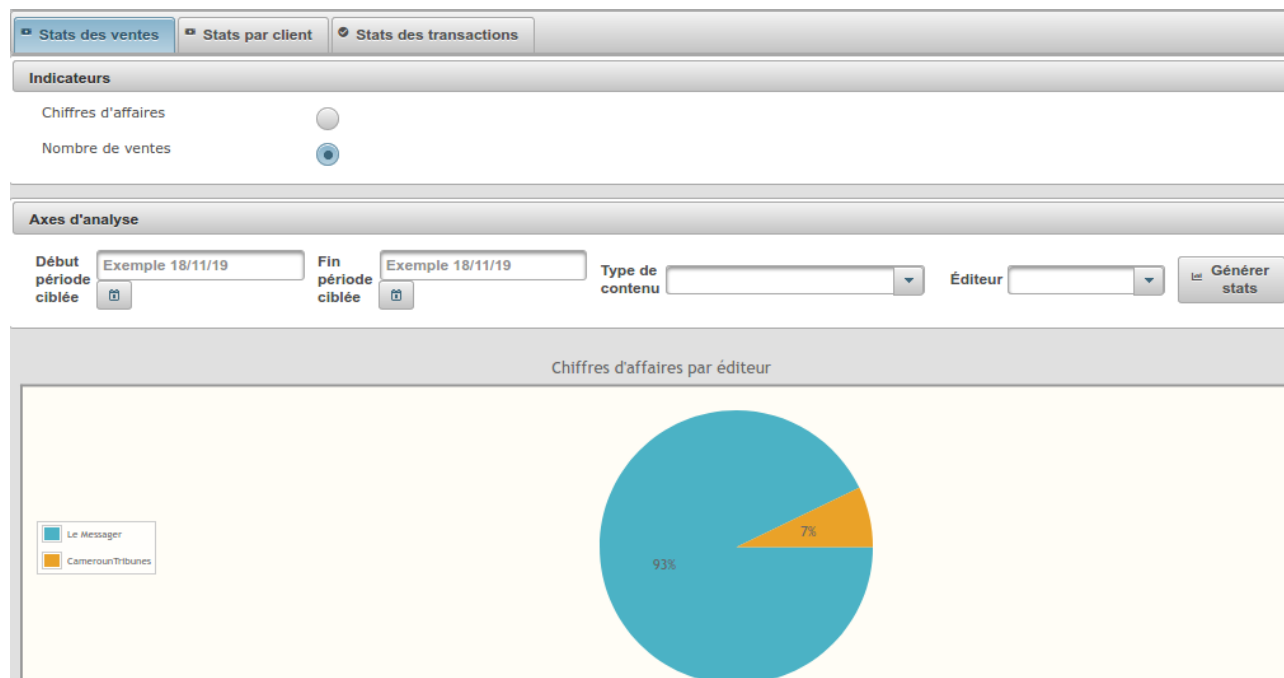 Stats des ventes
Stats par client
Stats des transactions
Indicateurs
Chiffres d'affaires
Nombre de ventes
Axes d'analyse
Début
période
ciblée
Exemple 18/11/19
Fin
période
ciblée
Exemple 18/11/19
Type de
contenu
Éditeur
Générer
stats
Chiffres d'affaires par éditeur
Le Messager
CamerounTribunes
7%
93%